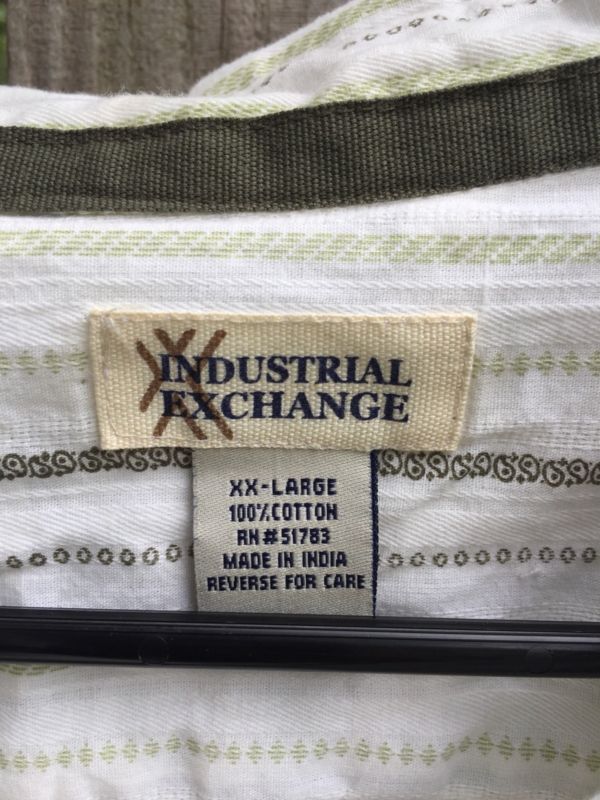 INDUSTRIAL
EXCHANGE
XX-LARGE
100%COTTON
RN#51783
MADE IN INDIA
REVERSE FOR CARE